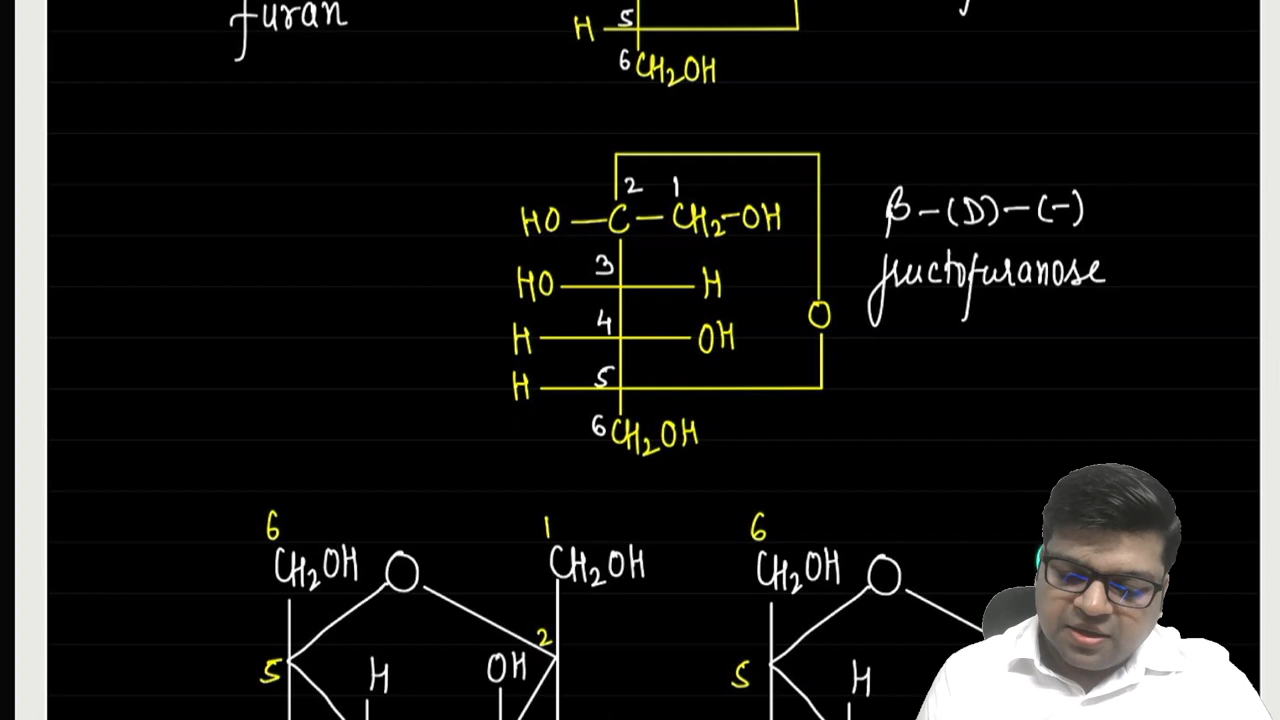 furan
H 5
6 CH2OH
2 1
HO — C — CH2-OH
β-(D)-(-)
3
HO H
fructofuranose
4 O
H OH
5
H
6 CH2OH
6 1 6
CH2OH O CH2OH CH2OH O
2
5 H OH 5 H